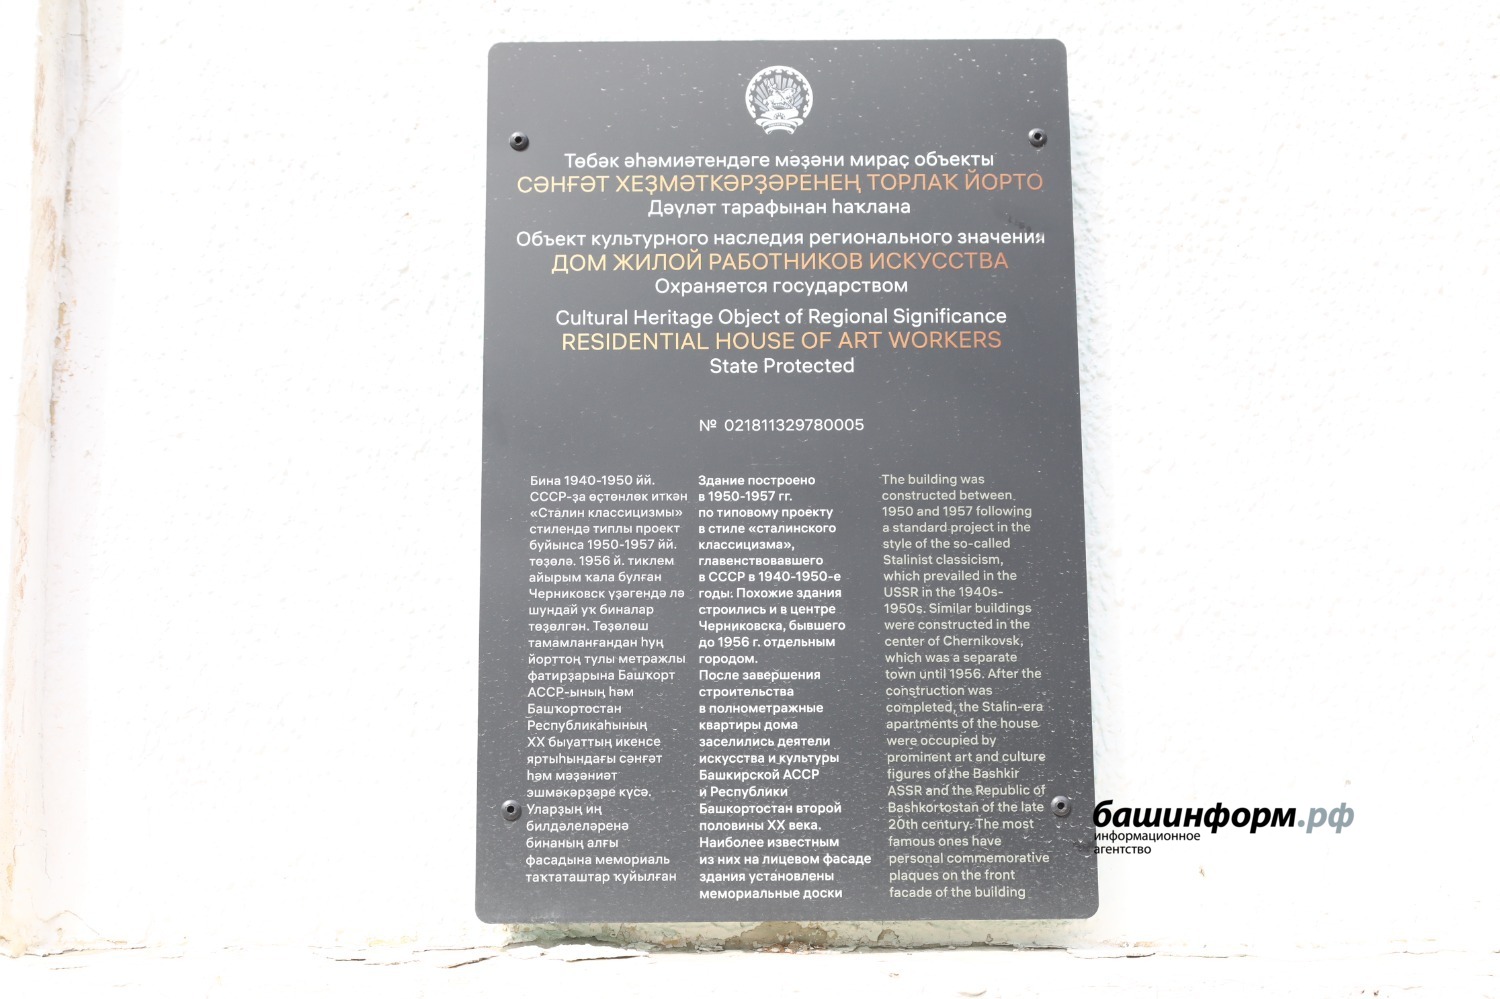 Төбәк әһәмиәтендәге мәҙәни мираҫ объекты
СӘНҒӘТ ХЕҘМӘТКӘРҘӘРЕНЕҢ ТОРЛАҠ ЙОРТО
Дәүләт тарафынан һаҡлана
Объект культурного наследия регионального значения
ДОМ ЖИЛОЙ РАБОТНИКОВ ИСКУССТВА
Охраняется государством
Cultural Heritage Object of Regional Significance
RESIDENTIAL HOUSE OF ART WORKERS
State Protected
№ 021811329780005
Бина 1940-1950 йй.
СССР-ҙа өҫтөнлөк иткән
«Сталин классицизмы»
стилендә типлы проект
буйынса 1950-1957 йй.
төҙөлә. 1956 й. тиклем
айырым ҡала булған
Черниковск үҙәгендә лә
шундай уҡ биналар
төҙөлгән. Төҙөлөш
тамамланғандан һуң
йорттоң тулы метражлы
фатирҙарына Башҡорт
АССР-ының һәм
Башҡортостан
Республикаһының
XX быуаттың икенсе
яртыһындағы сәнғәт
һәм мәҙәниәт
эшмәкәрҙәре күсә.
Уларҙың иң
билдәлеләренә
бинаның алғы
фасадына мемориаль
таҡтаташтар ҡуйылған
Здание построено
в 1950-1957 гг.
по типовому проекту
в стиле «сталинского
классицизма»,
главенствовавшего
в СССР в 1940-1950-е
годы. Похожие здания
строились и в центре
Черниковска, бывшего
до 1956 г. отдельным
городом.
После завершения
строительства
в полнометражные
квартиры дома
заселились деятели
искусства и культуры
Башкирской АССР
и Республики
Башкортостан второй
половины XX века.
Наиболее известным
из них на лицевом фасаде
здания установлены
мемориальные доски
The building was
constructed between
1950 and 1957 following
a standard project in the
style of the so-called
Stalinist classicism,
which prevailed in the
USSR in the 1940s-
1950s. Similar buildings
were constructed in the
center of Chernikovsk,
which was a separate
town until 1956. After the
construction was
completed, the Stalin-era
apartments of the house
were occupied by
prominent art and culture
figures of the Bashkir
ASSR and the Republic of
Bashkortostan of the late
20th century. The most
famous ones have
personal commemorative
plaques on the front
facade of the building
башинформ.рф
информационное
агентство